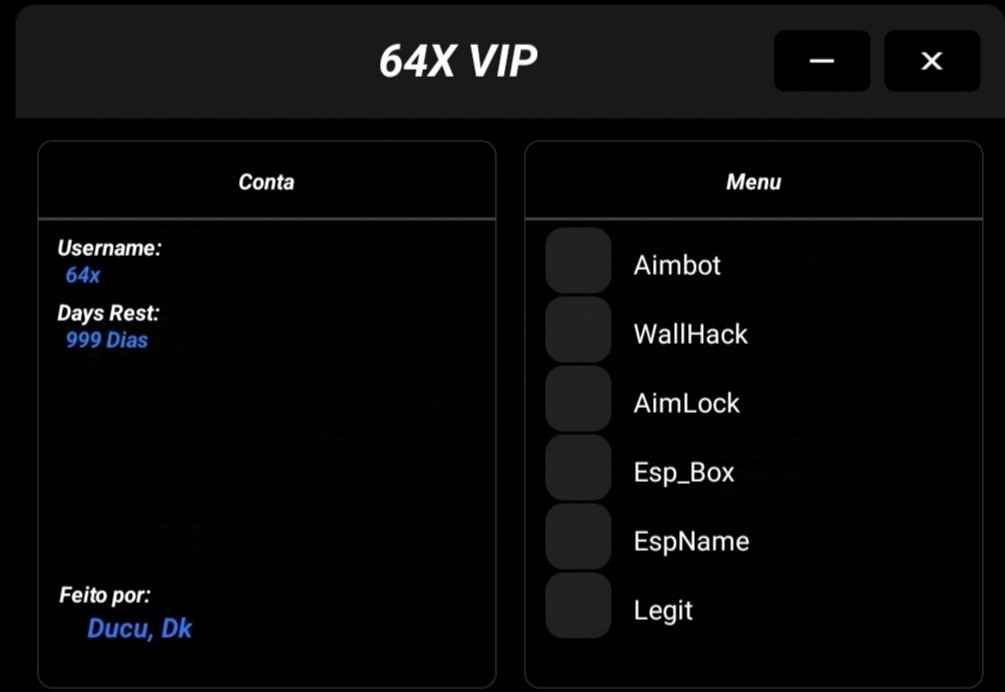 64X VIP
Conta
Username:
64x
Days Rest:
999 Dias
Feito por:
Ducu, Dk
Menu
Aimbot
WallHack
AimLock
Esp_Box
EspName
Legit